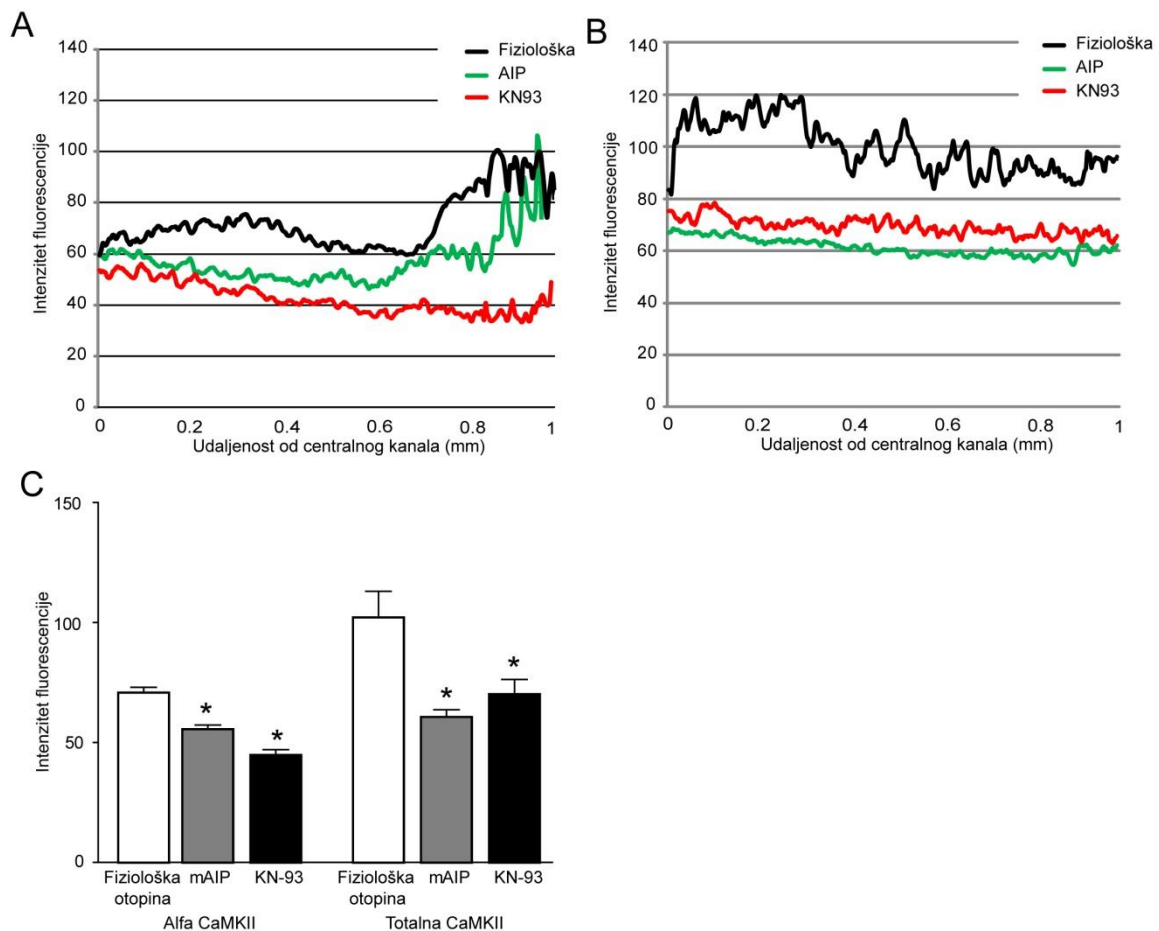 A
140
120
100
80
60
40
20
0
Intenzitet fluorescencije
Fiziološka
AIP
KN93
0 0.2 0.4 0.6 0.8 1
Udaljenost od centralnog kanala (mm)
B
140
120
100
80
60
40
20
0
Intenzitet fluorescencije
Fiziološka
AIP
KN93
0 0.2 0.4 0.6 0.8 1
Udaljenost od centralnog kanala (mm)
C
150
100
50
0
Intenzitet fluorescencije
* * * *
Fiziološka mAIP KN-93 Fiziološka mAIP KN-93
otopina otopina
Alfa CaMKII Totalna CaMKII